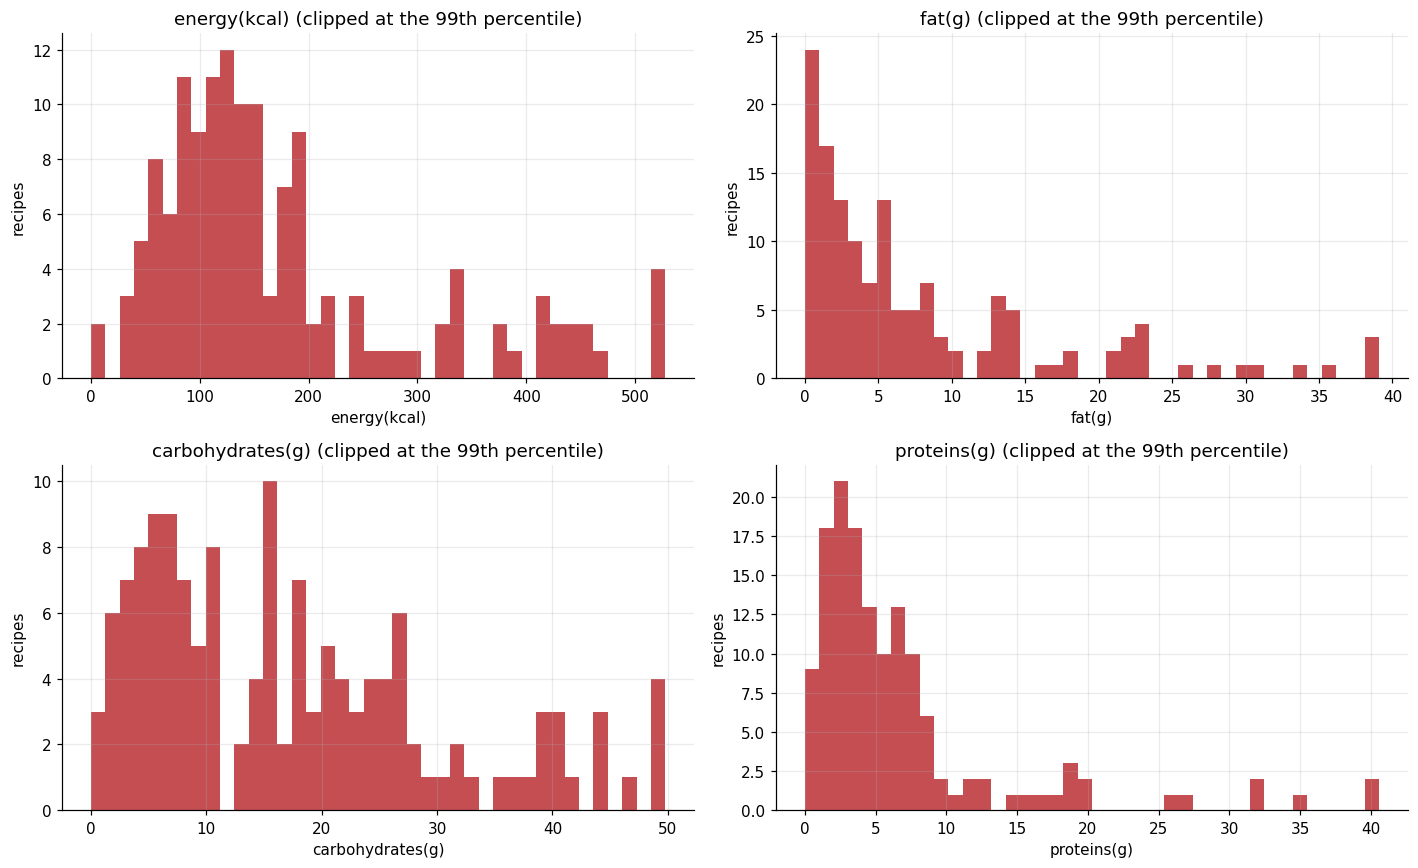 energy(kcal) (clipped at the 99th percentile)
12
10
8
6
4
2
0
recipes
0 100 200 300 400 500
energy(kcal)
fat(g) (clipped at the 99th percentile)
25
20
15
10
5
0
recipes
0 5 10 15 20 25 30 35 40
fat(g)
carbohydrates(g) (clipped at the 99th percentile)
10
8
6
4
2
0
recipes
0 10 20 30 40 50
carbohydrates(g)
proteins(g) (clipped at the 99th percentile)
20.0
17.5
15.0
12.5
10.0
7.5
5.0
2.5
0.0
recipes
0 5 10 15 20 25 30 35 40
proteins(g)